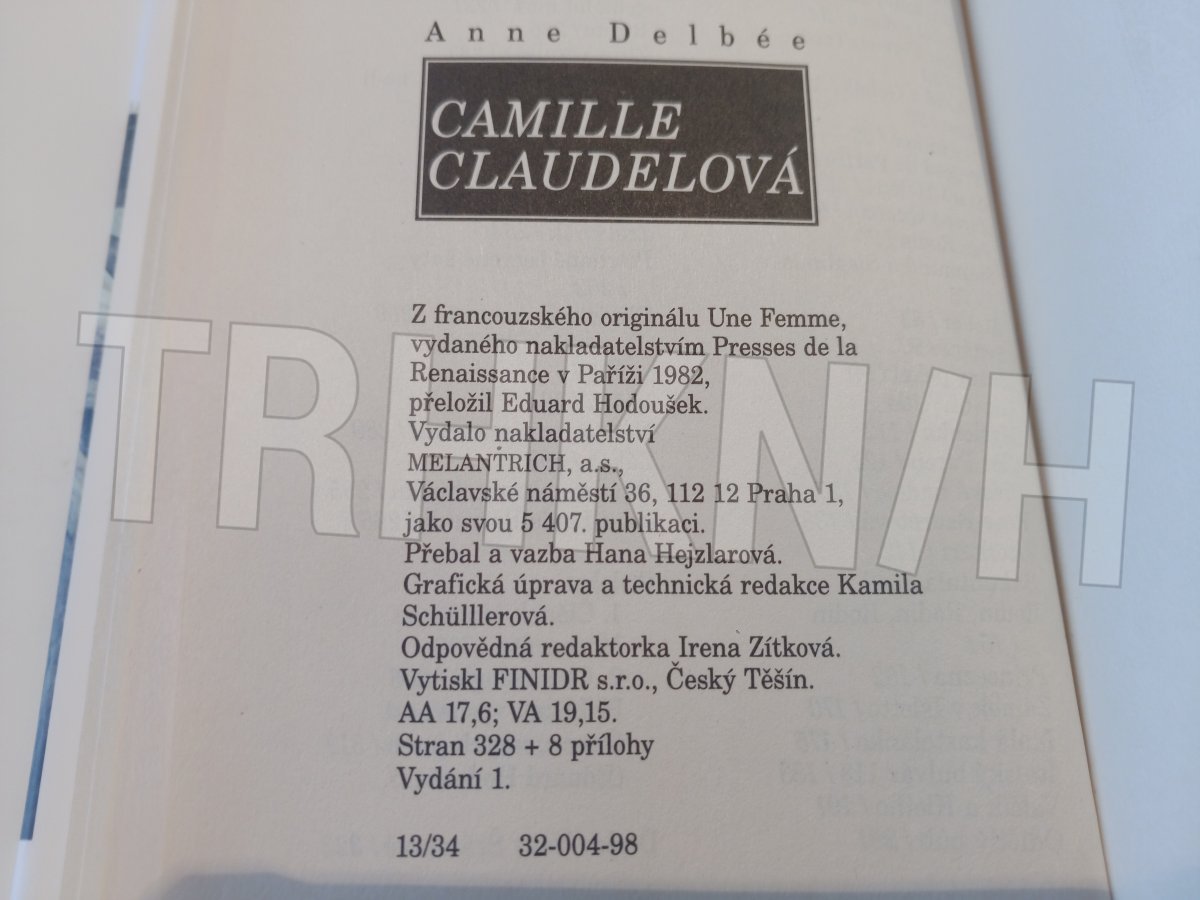 Anne Delbée
CAMILLE
CLAUDELOVÁ
Z francouzského originálu Une Femme,
vydaného nakladatelstvím Presses de la
Renaissance v Paříži 1982,
přeložil Eduard Hodoušek.
Vydalo nakladatelství
MELANTRICH, a.s.,
Václavské náměstí 36, 112 12 Praha 1,
jako svou 5 407. publikaci.
Přebal a vazba Hana Hejzlarová.
Grafická úprava a technická redakce Kamila
Schülllerová.
Odpovědná redaktorka Irena Zítková.
Vytiskl FINIDR s.r.o., Český Těšín.
AA 17,6; VA 19,15.
Stran 328 + 8 přílohy
Vydání 1.
13/34 32-004-98
TRHKN/H